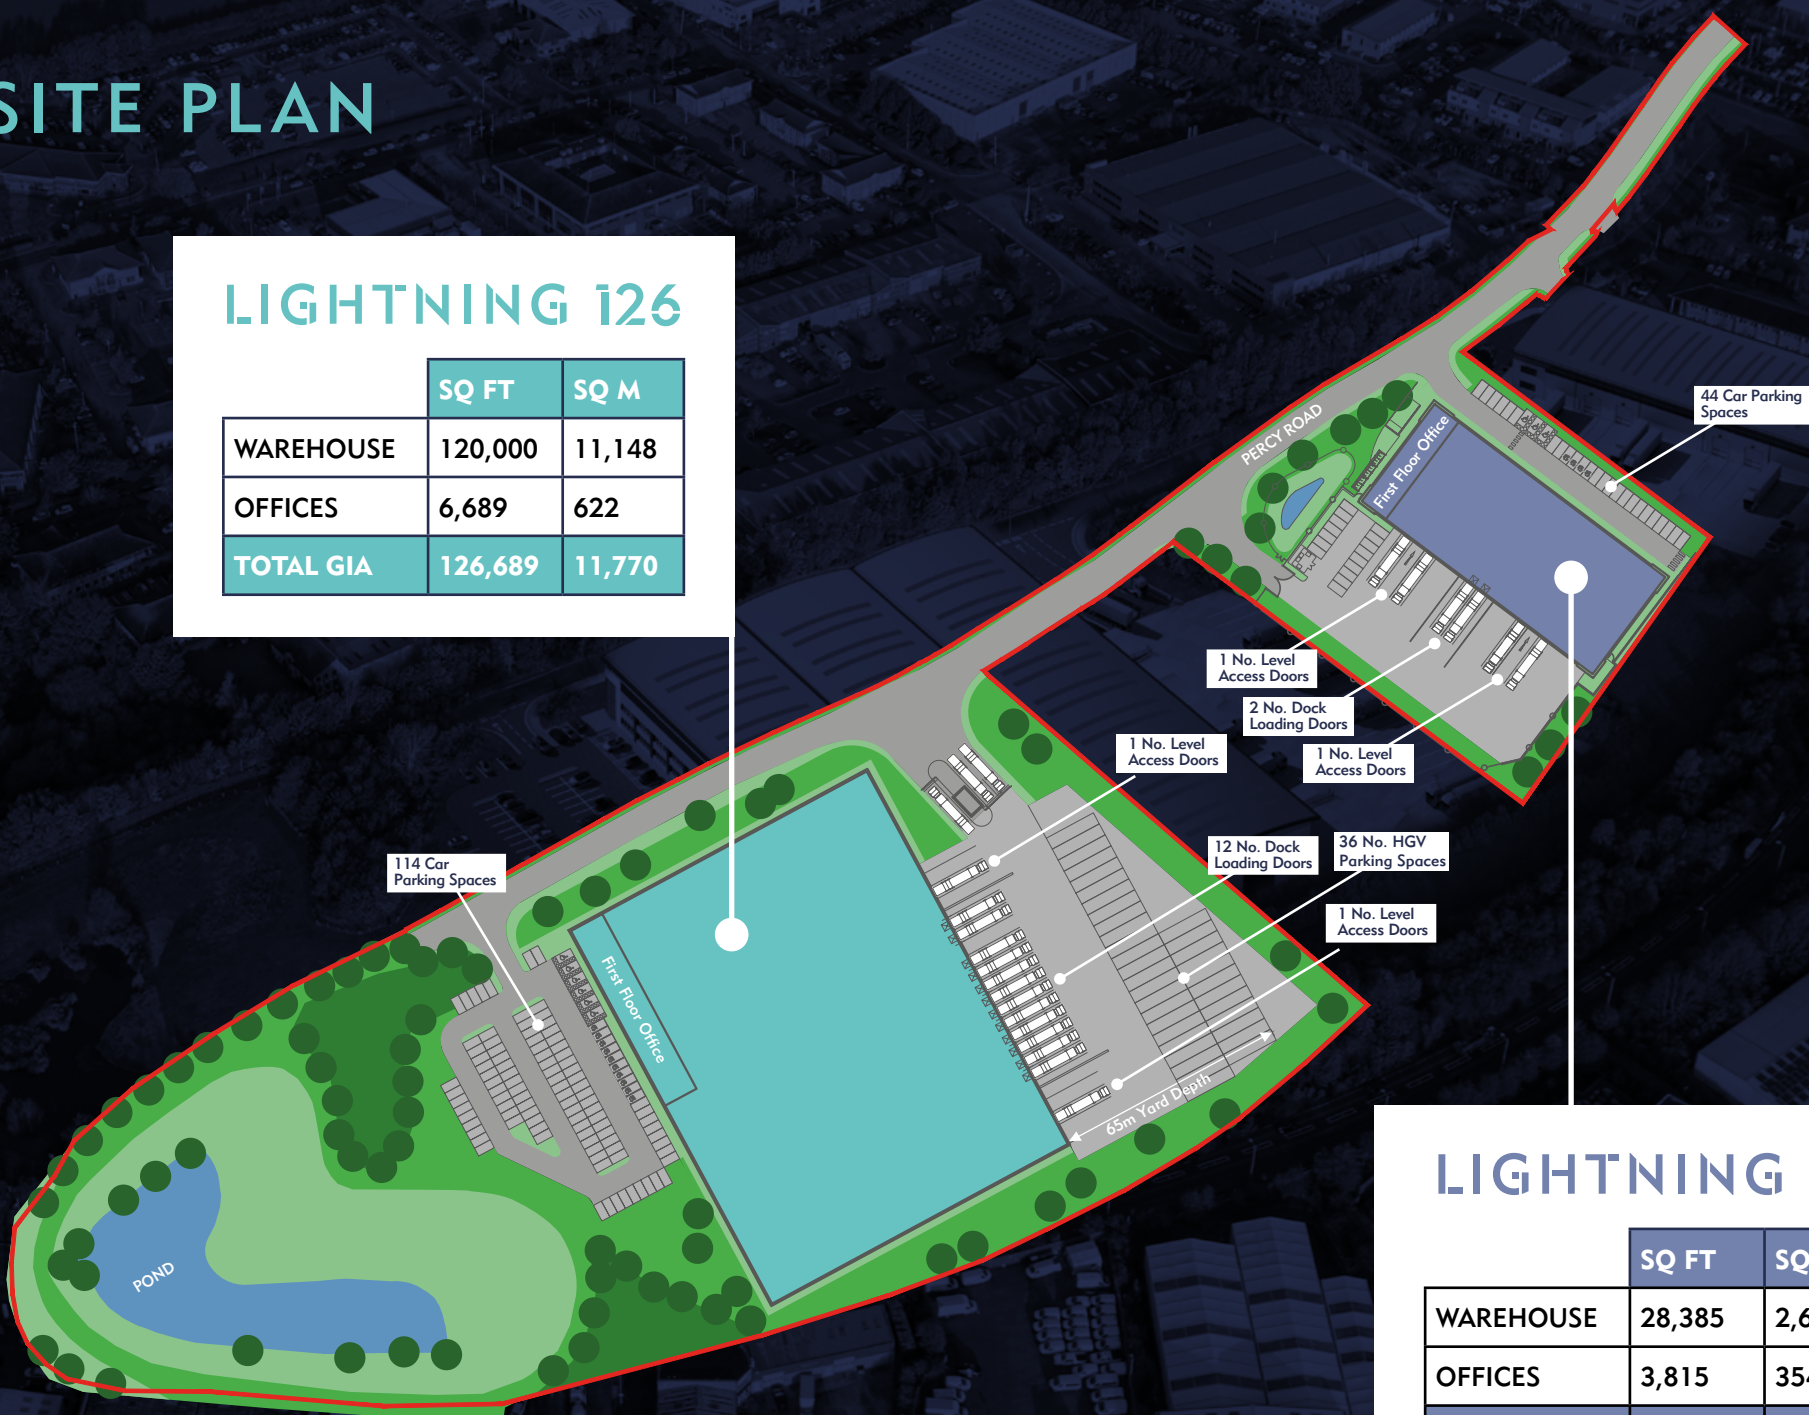 SITE PLAN
LIGHTNING 126
SQ FT SQ M
WAREHOUSE 120,000 11,148
OFFICES 6,689 622
TOTAL GIA 126,689 11,770
44 Car Parking
Spaces
PERCY ROAD
First Floor Office
1 No. Level
Access Doors
2 No. Dock
Loading Doors
1 No. Level
Access Doors
1 No. Level
Access Doors
12 No. Dock
Loading Doors
36 No. HGV
Parking Spaces
1 No. Level
Access Doors
114 Car
Parking Spaces
First Floor Office
65m Yard Depth
POND
LIGHTNING
SQ FT SQ
WAREHOUSE 28,385 2,6
OFFICES 3,815 354